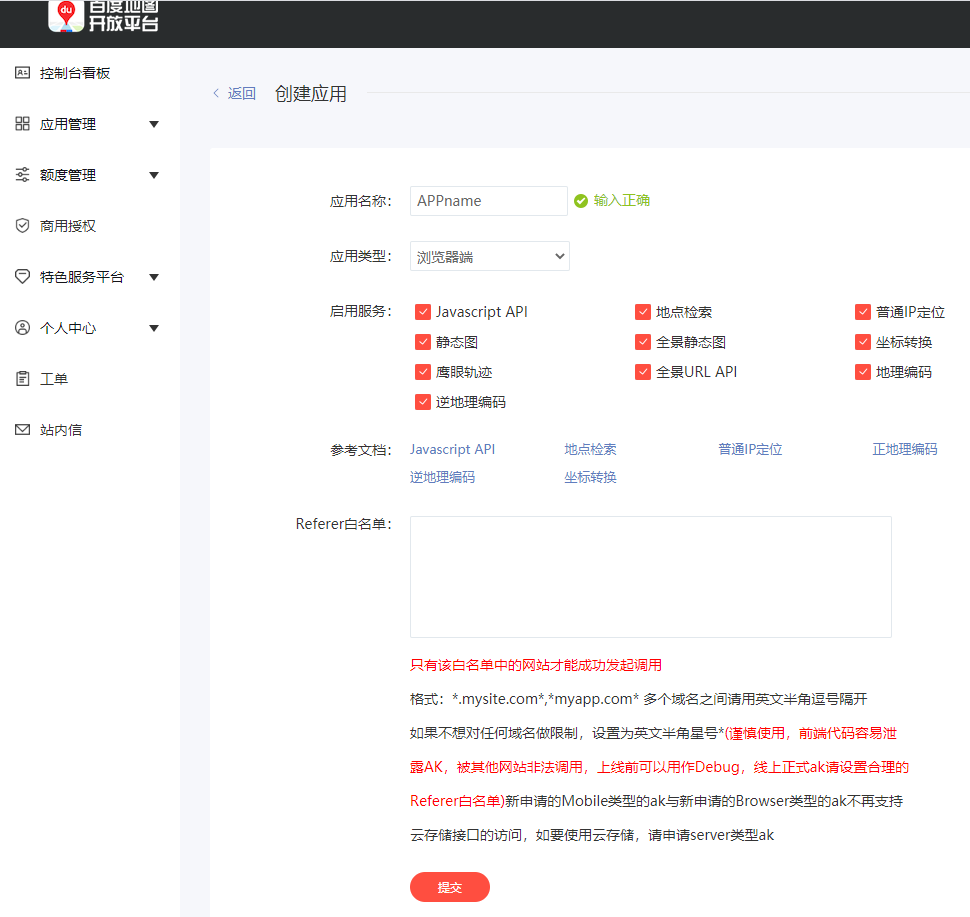 du
百度地图
开放平台
控制台看板
应用管理
额度管理
商用授权
特色服务平台
个人中心
工单
站内信
返回 创建应用
应用名称： APPname 输入正确
应用类型： 浏览器端
启用服务： Javascript API 地点检索 普通IP定位
静态图 全景静态图 坐标转换
鹰眼轨迹 全景URL API 地理编码
逆地理编码
参考文档： Javascript API 地点检索 普通IP定位 正地理编码
逆地理编码 坐标转换
Referer白名单：
只有该白名单中的网站才能成功发起调用
格式：*.mysite.com*,*myapp.com* 多个域名之间请用英文半角逗号隔开
如果不想对任何域名做限制，设置为英文半角星号*(谨慎使用，前端代码容易泄
露AK，被其他网站非法调用，上线前可以用作Debug，线上正式ak请设置合理的
Referer白名单)新申请的Mobile类型的ak与新申请的Browser类型的ak不再支持
云存储接口的访问，如要使用云存储，请申请server类型ak
提交